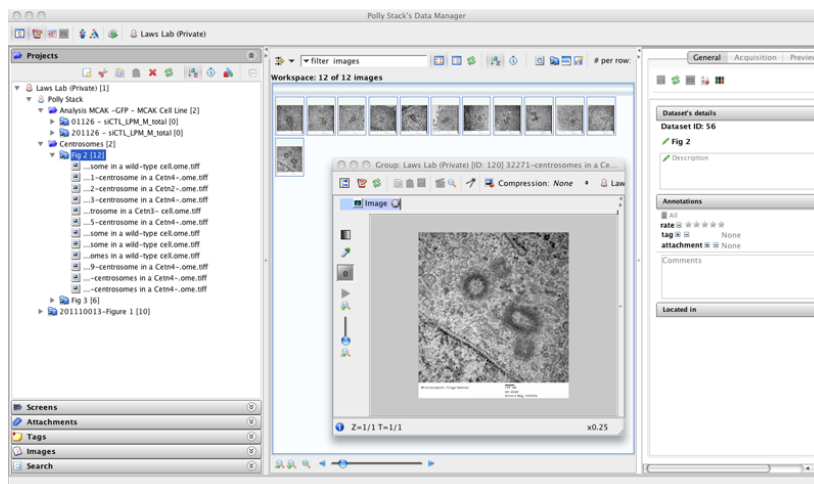 Polly Stack's Data Manager
Laws Lab (Private)
Projects
Laws Lab (Private) [1]
Polly Stack
Analysis MCAK -GFP - MCAK Cell Line [2]
01126 - siCTL_LPM_M_total [0]
201126 - siCTL_LPM_M_total [0]
Centrosomes [2]
Fig 2 [12]
...some in a wild-type cell.ome.tiff
...1-centrosome in a Cetn4-.ome.tiff
...2-centrosome in Cetn2-.ome.tiff
...3-centrosome in Cetn4-.ome.tiff
...trosome in Cetn3- cell.ome.tiff
...5-centrosome in Cetn4-.ome.tiff
...some in a wild-type cell.ome.tiff
...some in a wild-type cell.ome.tiff
...omes in a wild-type cell.ome.tiff
...9-centrosome in a Cetn4-.ome.tiff
...-centrosomes in a Cetn4-.ome.tiff
...-centrosomes in a Cetn4-.ome.tiff
Fig 3 [6]
201110013-Figure 1 [10]
Screens
Attachments
Tags
Images
Search
filter images
# per row:
Workspace: 12 of 12 images
Group: Laws Lab (Private) [ID: 120] 32271-centrosomes in a Ce...
Compression: None
Law
Image
Z=1/1 T=1/1
x0.25
General Acquisition Preview
Dataset's details
Dataset ID: 56
Fig 2
Description
Annotations
All
rate
tag None
attachment None
Comments
Located in